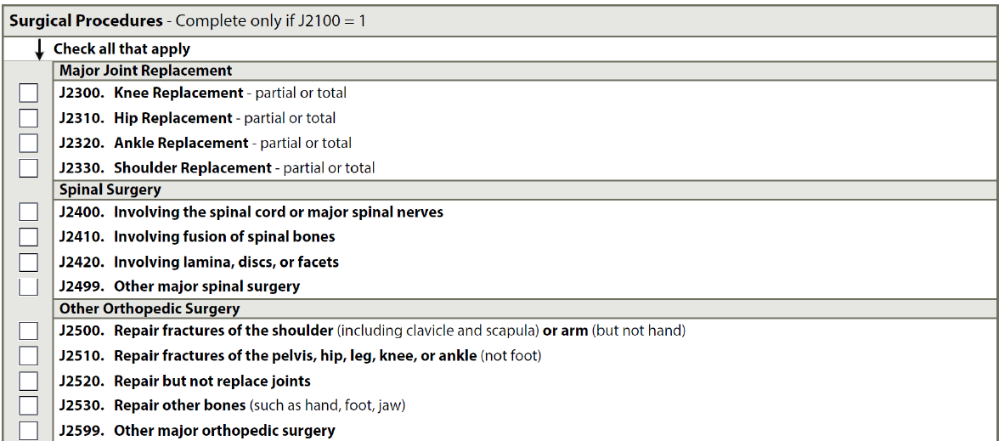 Surgical Procedures - Complete only if J2100 = 1
Check all that apply
Major Joint Replacement
J2300. Knee Replacement - partial or total
J2310. Hip Replacement - partial or total
J2320. Ankle Replacement - partial or total
J2330. Shoulder Replacement - partial or total
Spinal Surgery
J2400. Involving the spinal cord or major spinal nerves
J2410. Involving fusion of spinal bones
J2420. Involving lamina, discs, or facets
J2499. Other major spinal surgery
Other Orthopedic Surgery
J2500. Repair fractures of the shoulder (including clavicle and scapula) or arm (but not hand)
J2510. Repair fractures of the pelvis, hip, leg, knee, or ankle (not foot)
J2520. Repair but not replace joints
J2530. Repair other bones (such as hand, foot, jaw)
J2599. Other major orthopedic surgery